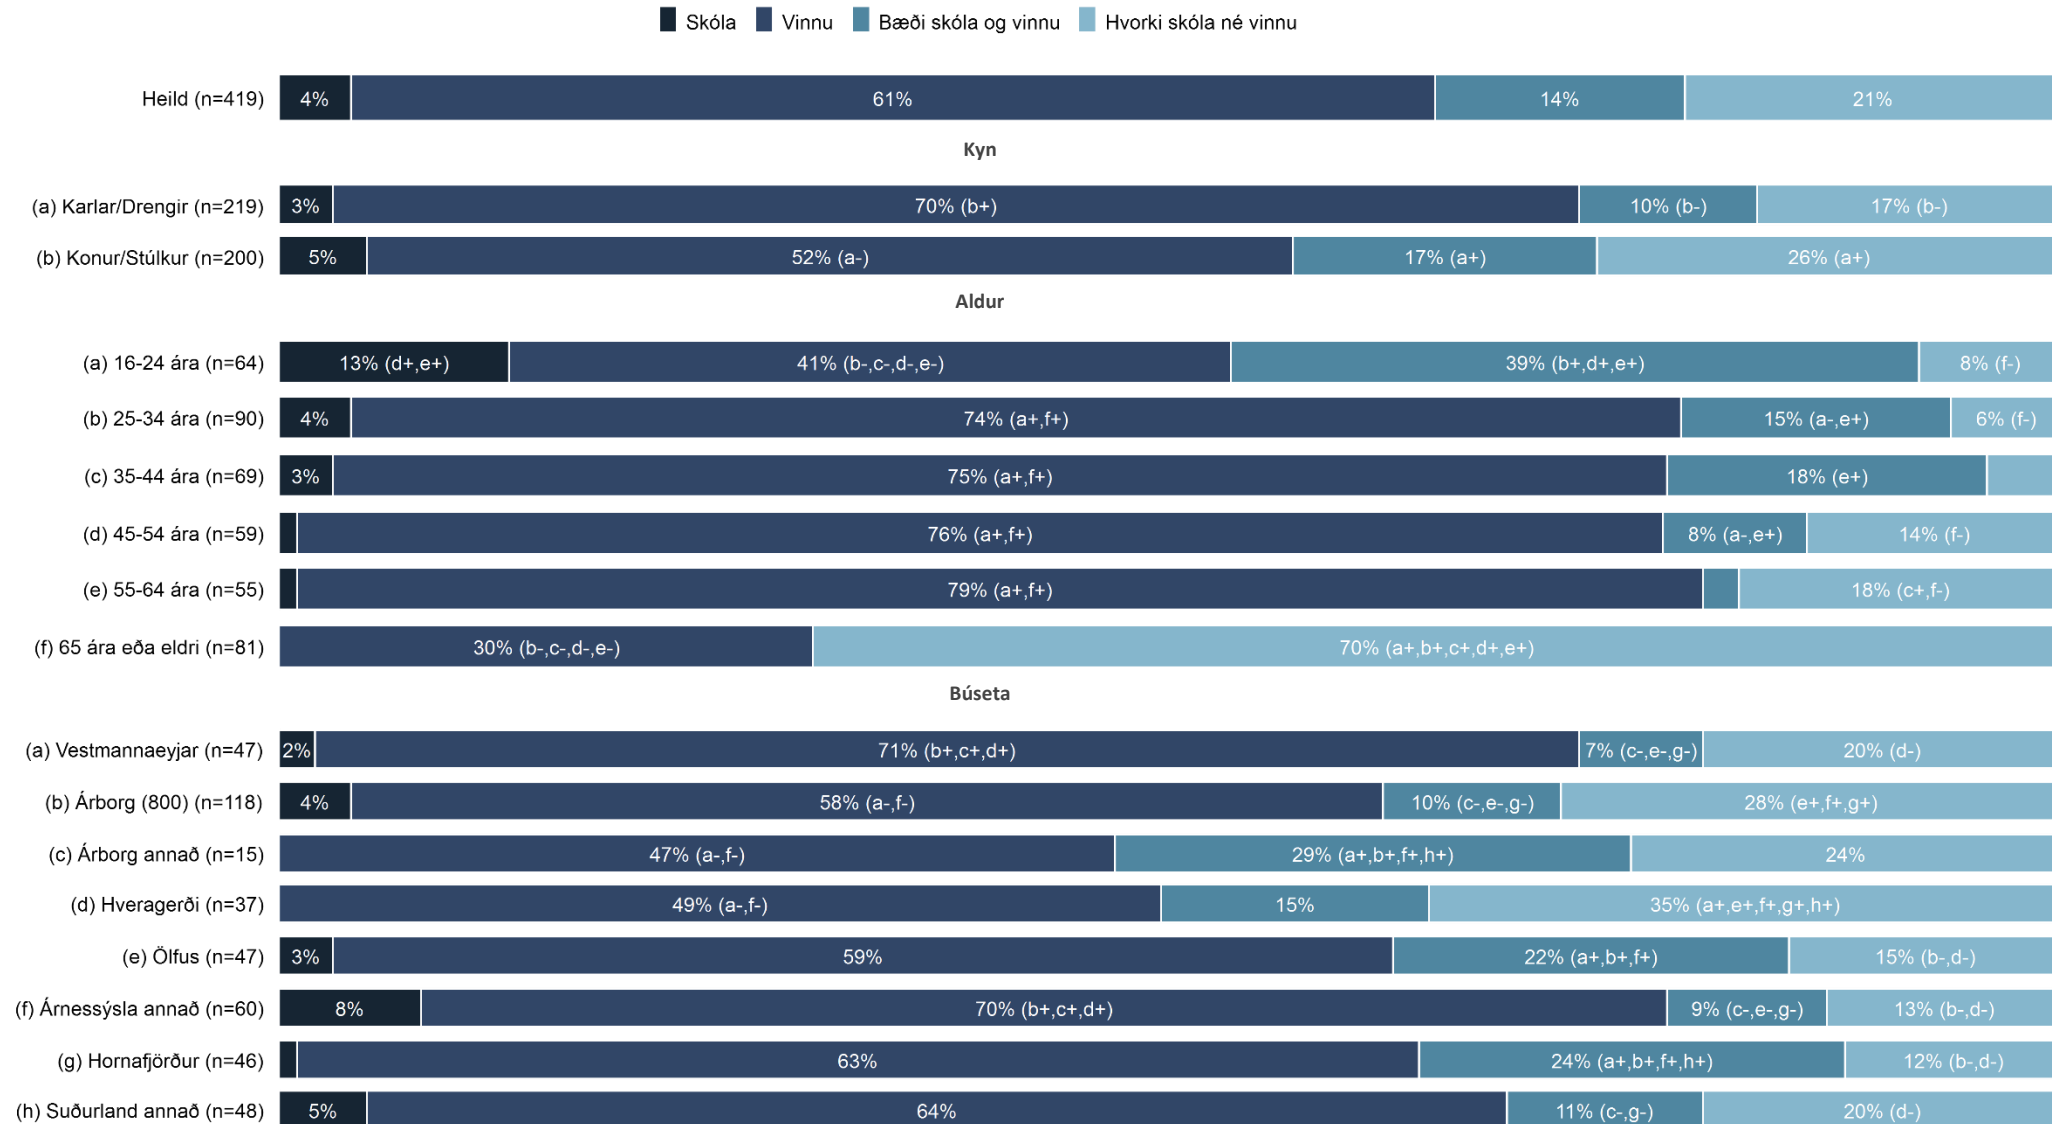 Skóla Vinnu Bæði skóla og vinnu Hvorki skóla né vinnu
Heild (n=419) 4% 61% 14% 21%
Kyn
(a) Karlar/Drengir (n=219) 3% 70% (b+) 10% (b-) 17% (b-)
(b) Konur/Stúlkur (n=200) 5% 52% (a-) 17% (a+) 26% (a+)
Aldur
(a) 16-24 ára (n=64) 13% (d+,e+) 41% (b-,c-,d-,e-) 39% (b+,d+,e+) 8% (f-)
(b) 25-34 ára (n=90) 4% 74% (a+,f+) 15% (a-,e+) 6% (f-)
(c) 35-44 ára (n=69) 3% 75% (a+,f+) 18% (e+)
(d) 45-54 ára (n=59) 76% (a+,f+) 8% (a-,e+) 14% (f-)
(e) 55-64 ára (n=55) 79% (a+,f+) 18% (c+,f-)
(f) 65 ára eða eldri (n=81) 30% (b-,c-,d-,e-) 70% (a+,b+,c+,d+,e+)
Búseta
(a) Vestmannaeyjar (n=47) 2% 71% (b+,c+,d+) 7% (c-,e-,g-) 20% (d-)
(b) Árborg (800) (n=118) 4% 58% (a-,f-) 10% (c-,e-,g-) 28% (e+,f+,g+)
(c) Árborg annað (n=15) 47% (a-,f-) 29% (a+,b+,f+,h+) 24%
(d) Hveragerði (n=37) 49% (a-,f-) 15% 35% (a+,e+,f+,g+,h+)
(e) Ölfus (n=47) 3% 59% 22% (a+,b+,f+) 15% (b-,d-)
(f) Árnessýsla annað (n=60) 8% 70% (b+,c+,d+) 9% (c-,e-,g-) 13% (b-,d-)
(g) Hornafjörður (n=46) 63% 24% (a+,b+,f+,h+) 12% (b-,d-)
(h) Suðurland annað (n=48) 5% 64% 11% (c-,g-) 20% (d-)